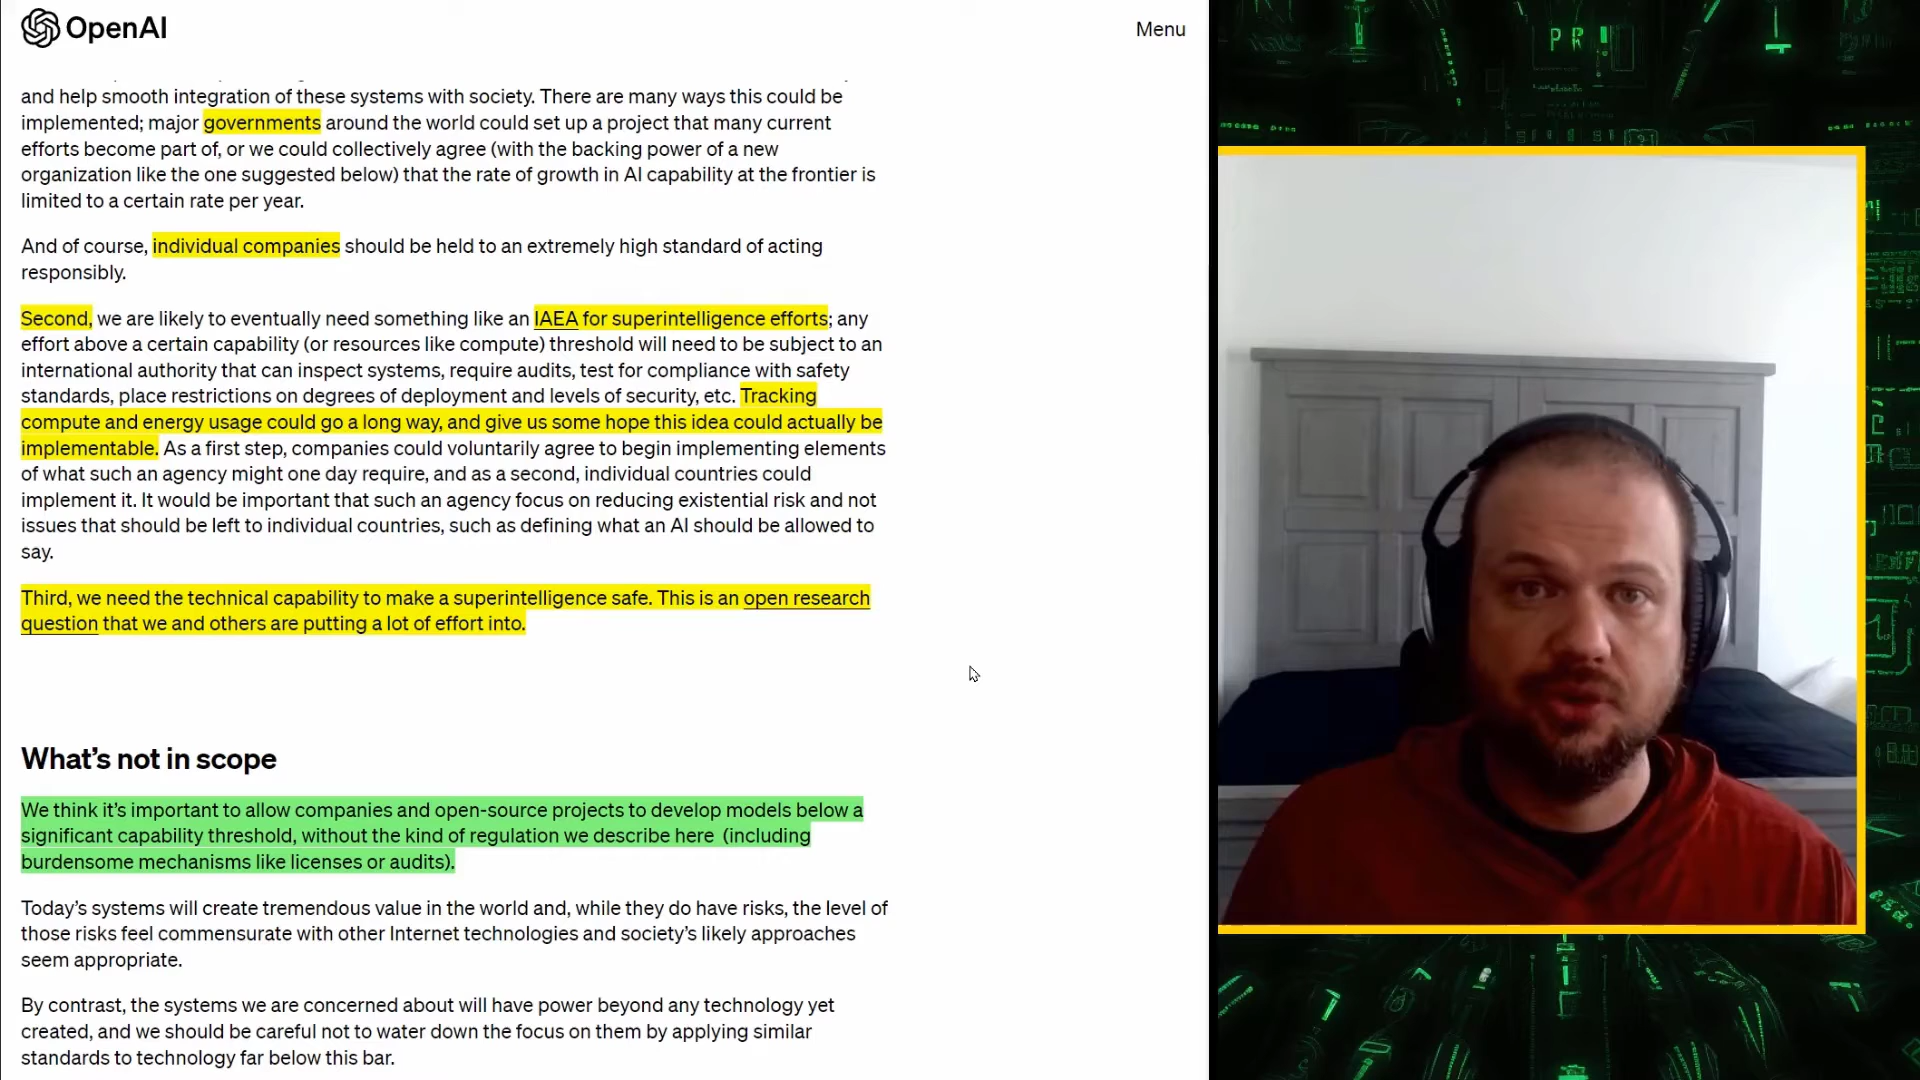 OpenAI
Menu
and help smooth integration of these systems with society. There are many ways this could be
implemented; major governments around the world could set up a project that many current
efforts become part of, or we could collectively agree (with the backing power of a new
organization like the one suggested below) that the rate of growth in AI capability at the frontier is
limited to a certain rate per year.
And of course, individual companies should be held to an extremely high standard of acting
responsibly.
Second, we are likely to eventually need something like an IAEA for superintelligence efforts; any
effort above a certain capability (or resources like compute) threshold will need to be subject to an
international authority that can inspect systems, require audits, test for compliance with safety
standards, place restrictions on degrees of deployment and levels of security, etc. Tracking
compute and energy usage could go a long way, and give us some hope this idea could actually be
implementable. As a first step, companies could voluntarily agree to begin implementing elements
of what such an agency might one day require, and as a second, individual countries could
implement it. It would be important that such an agency focus on reducing existential risk and not
issues that should be left to individual countries, such as defining what an AI should be allowed to
say.
Third, we need the technical capability to make a superintelligence safe. This is an open research
question that we and others are putting a lot of effort into.
What’s not in scope
We think it’s important to allow companies and open-source projects to develop models below a
significant capability threshold, without the kind of regulation we describe here (including
burdensome mechanisms like licenses or audits).
Today’s systems will create tremendous value in the world and, while they do have risks, the level of
those risks feel commensurate with other Internet technologies and society’s likely approaches
seem appropriate.
By contrast, the systems we are concerned about will have power beyond any technology yet
created, and we should be careful not to water down the focus on them by applying similar
standards to technology far below this bar.